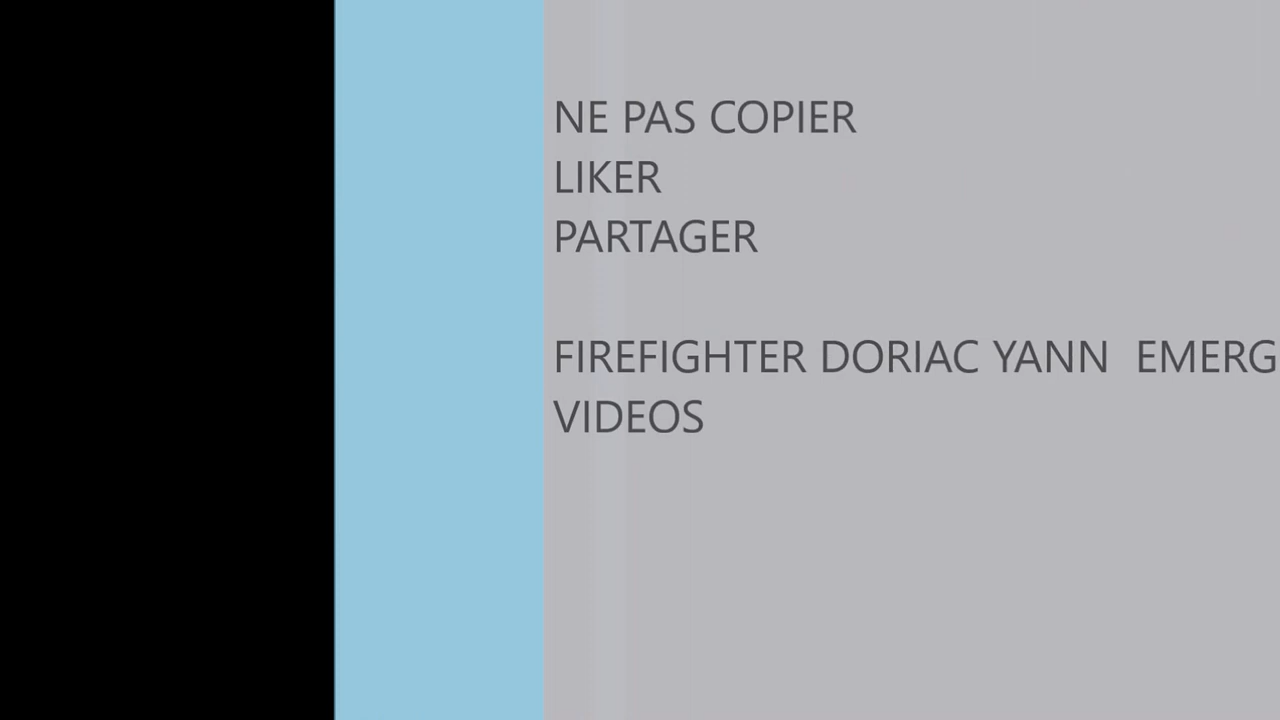 NE PAS COPIER
LIKER
PARTAGER
FIREFIGHTER DORIAC YANN EMERG
VIDEOS